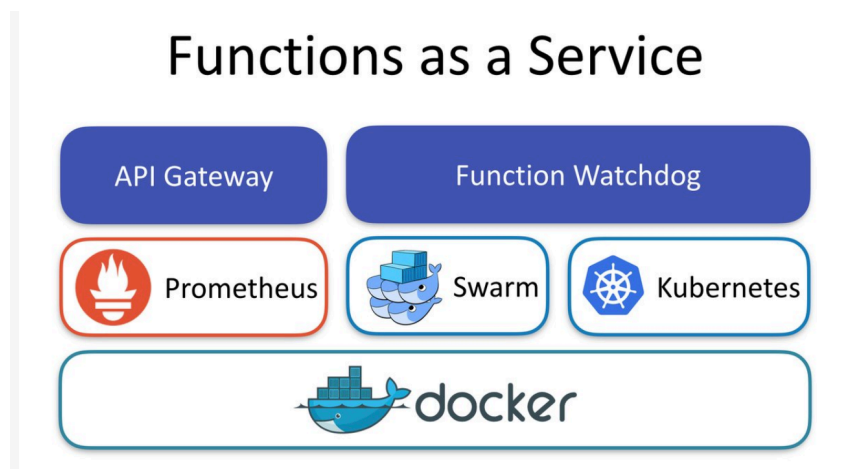 Functions as a Service
API Gateway
Function Watchdog
Prometheus
Swarm
Kubernetes
docker